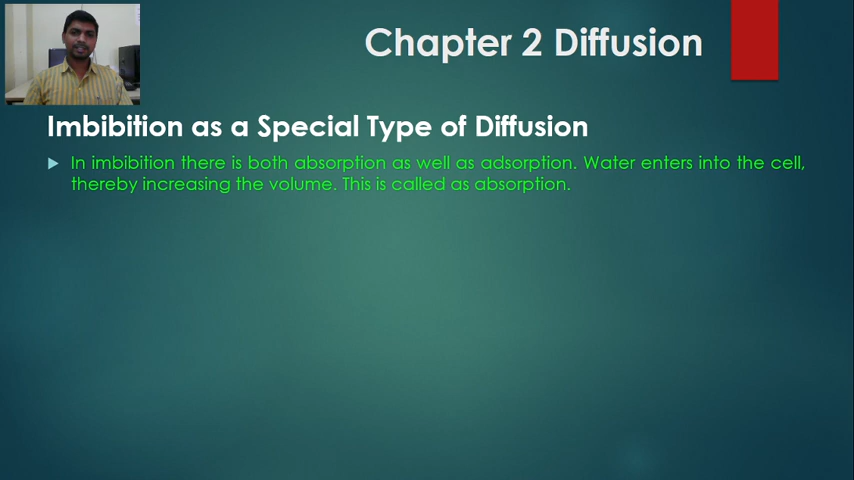 Chapter 2 Diffusion
Imbibition as a Special Type of Diffusion
In imbibition there is both absorption as well as adsorption. Water enters into the cell,
thereby increasing the volume. This is called as absorption.